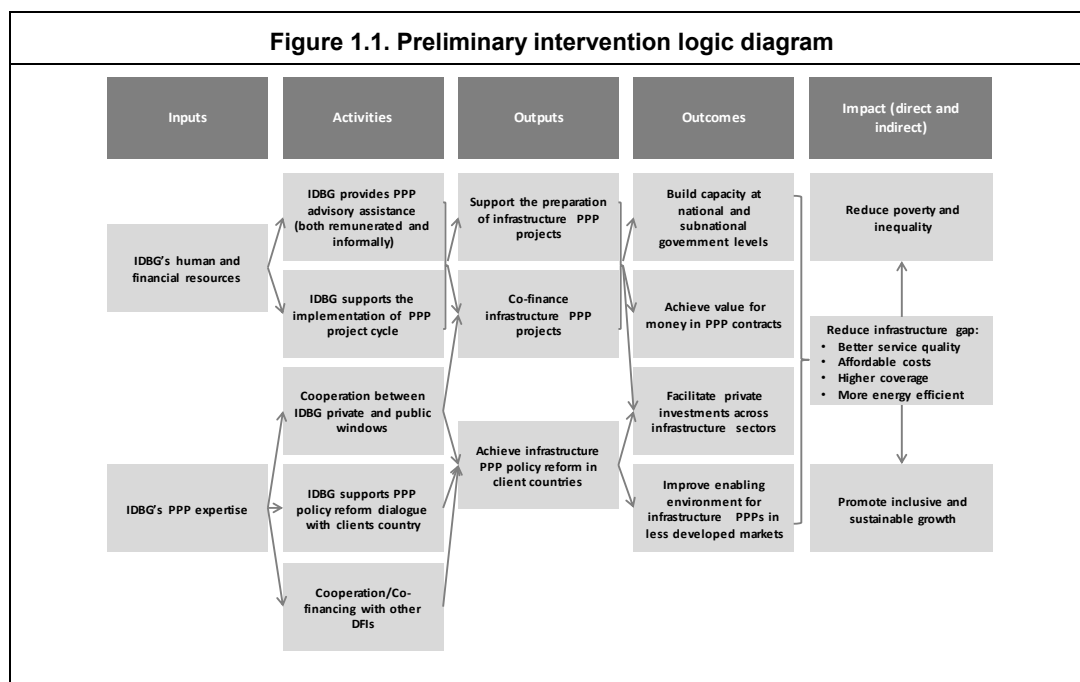 Figure 1.1. Preliminary intervention logic diagram
Inputs
Activities
Outputs
Outcomes
Impact (direct and
indirect)
IDBG's human and
financial resources
IDBG's PPP expertise
IDBG provides PPP
advisory assistance
(both remunerated and
informally)
IDBG supports the
implementation of PPP
project cycle
Cooperation between
IDBG private and public
windows
IDBG supports PPP
policy reform dialogue
with clients country
Cooperation/Co-
financing with other
DFIs
Support the preparation
of infrastructure PPP
projects
Co-finance
infrastructure PPP
projects
Achieve infrastructure
PPP policy reform in
client countries
Build capacity at
national and
subnational
government levels
Achieve value for
money in PPP contracts
Facilitate private
investments across
infrastructure sectors
Improve enabling
environment for
infrastructure PPPs in
less developed markets
Reduce poverty and
inequality
Reduce infrastructure gap:
• Better service quality
• Affordable costs
• Higher coverage
• More energy efficient
Promote inclusive and
sustainable growth